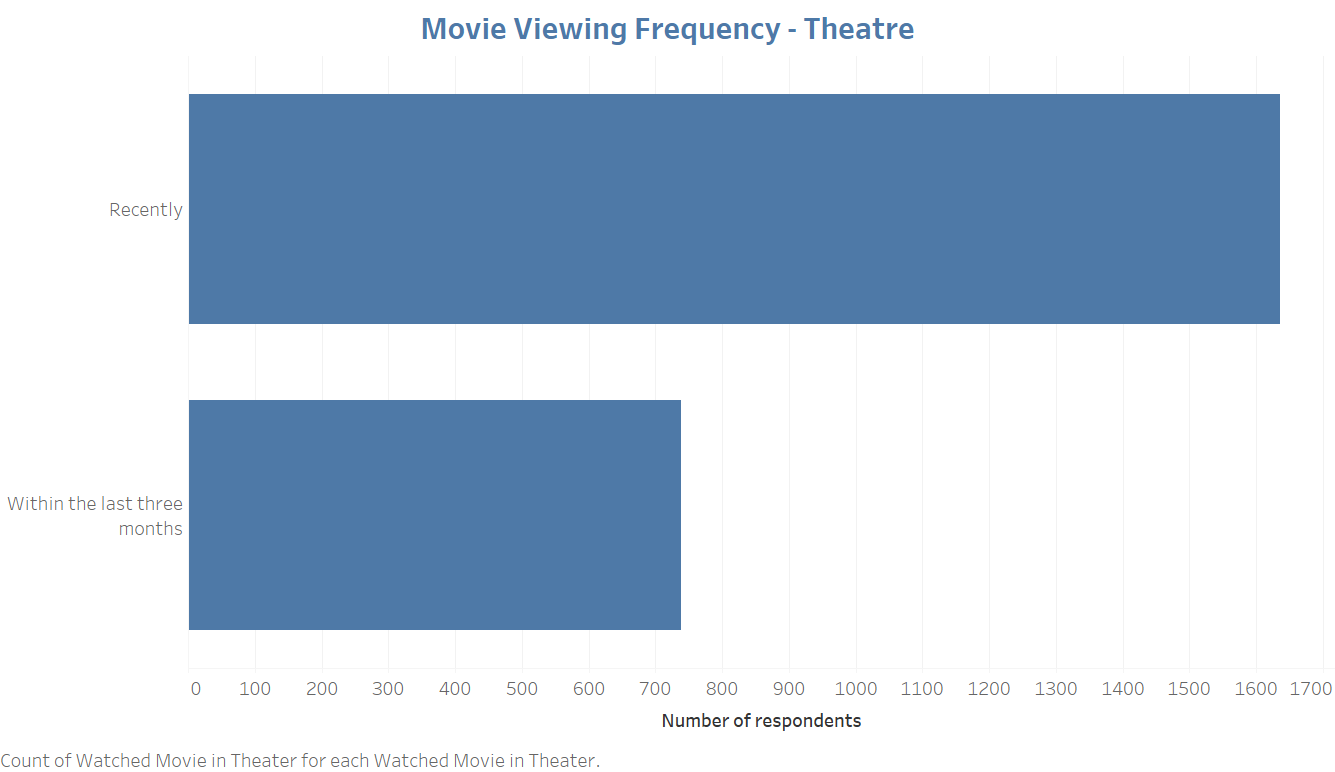 Movie Viewing Frequency - Theatre
Recently
Within the last three
months
0 100 200 300 400 500 600 700 800 900 1000 1100 1200 1300 1400 1500 1600 1700
Number of respondents
Count of Watched Movie in Theater for each Watched Movie in Theater.